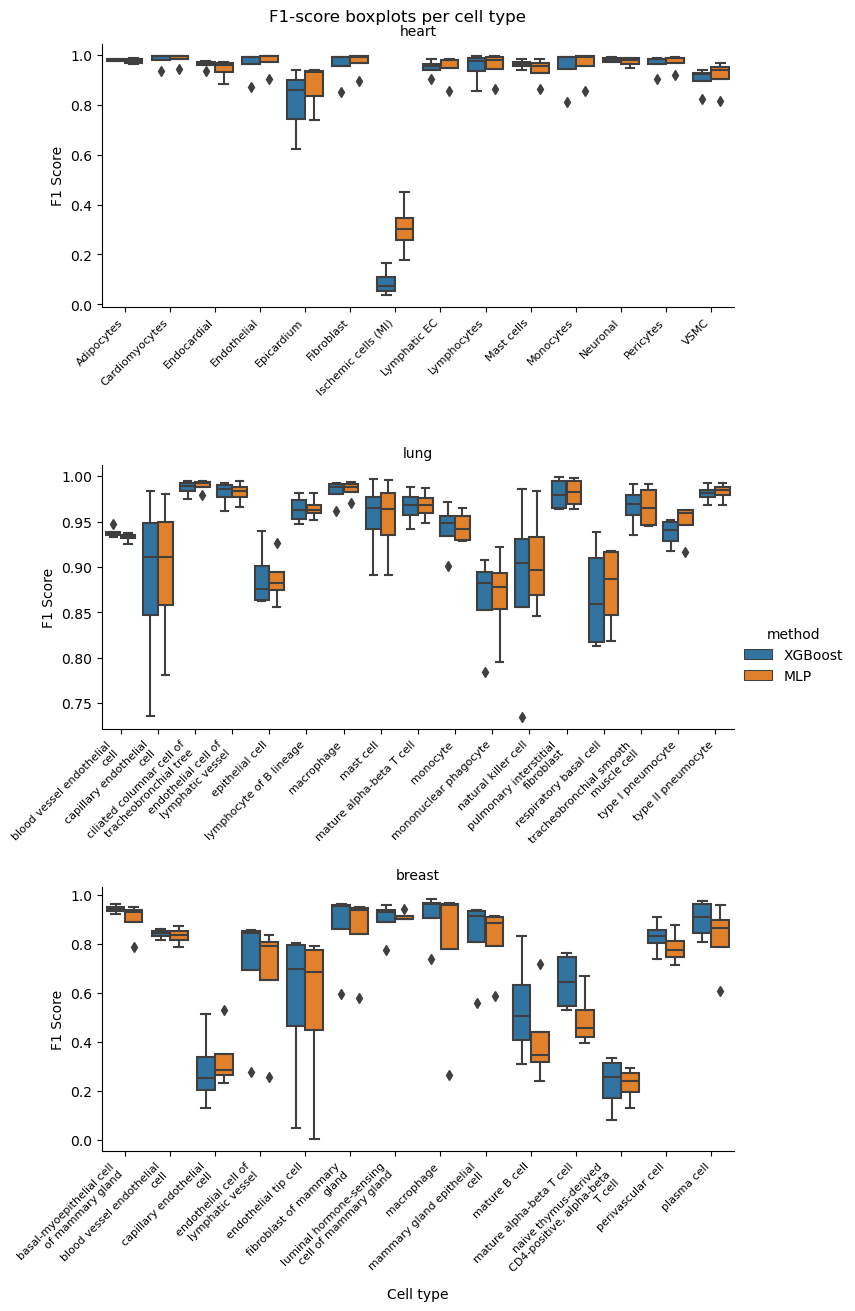 F1-score boxplots per cell type
heart
1.0
0.8
0.6
0.4
0.2
0.0
F1 Score
Adipocytes
Cardiomyocytes
Endocardial
Endothelial
Epicardium
Fibroblast
Ischemic cells (MI)
Lymphatic EC
Lymphocytes
Mast cells
Monocytes
Neuronal
Pericytes
VSMC
lung
1.00
0.95
0.90
0.85
0.80
0.75
F1 Score
blood vessel endothelial
cell
capillary endothelial
cell
ciliated columnar cell of
tracheobronchial tree
endothelial cell of
lymphatic vessel
epithelial cell
lymphocyte of B lineage
macrophage
mast cell
mature alpha-beta T cell
monocyte
mononuclear phagocyte
natural killer cell
pulmonary interstitial
fibroblast
respiratory basal cell
tracheobronchial smooth
muscle cell
type I pneumocyte
type II pneumocyte
method
XGBoost
MLP
breast
1.0
0.8
0.6
0.4
0.2
0.0
F1 Score
basal-myoepithelial cell
of mammary gland
blood vessel endothelial
cell
capillary endothelial
cell
endothelial cell of
lymphatic vessel
endothelial tip cell
fibroblast of mammary
gland
luminal hormone-sensing
cell of mammary gland
macrophage
mammary gland epithelial
cell
mature B cell
mature alpha-beta T cell
naive thymus-derived
CD4-positive, alpha-beta
T cell
perivascular cell
plasma cell
Cell type